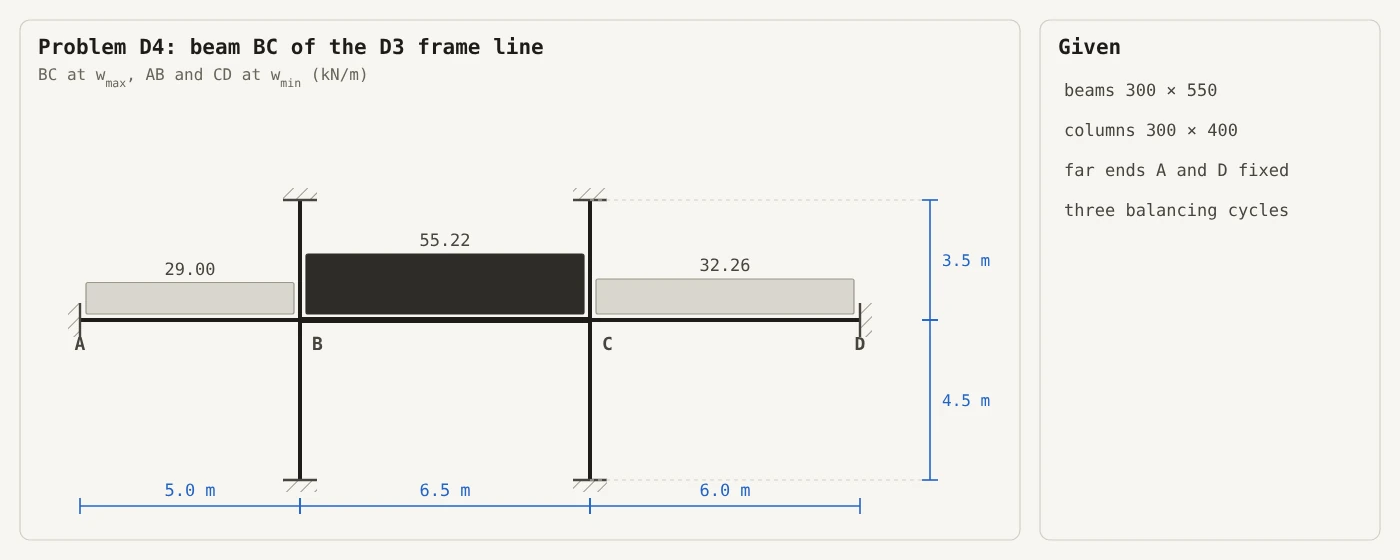 Problem D4: beam BC of the D3 frame line
BC at wmax, AB and CD at wmin (kN/m)
55.22
29.00
32.26
3.5 m
A
B
C
D
4.5 m
5.0 m
6.5 m
6.0 m
Given
beams 300 × 550
columns 300 × 400
far ends A and D fixed
three balancing cycles